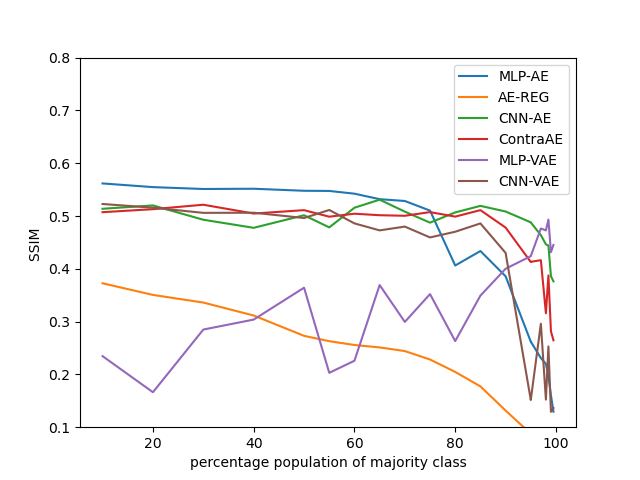 0.8
0.7
0.6
0.5
0.4
0.3
0.2
0.1
SSIM
MLP-AE
AE-REG
CNN-AE
ContraAE
MLP-VAE
CNN-VAE
20 40 60 80 100
percentage population of majority class